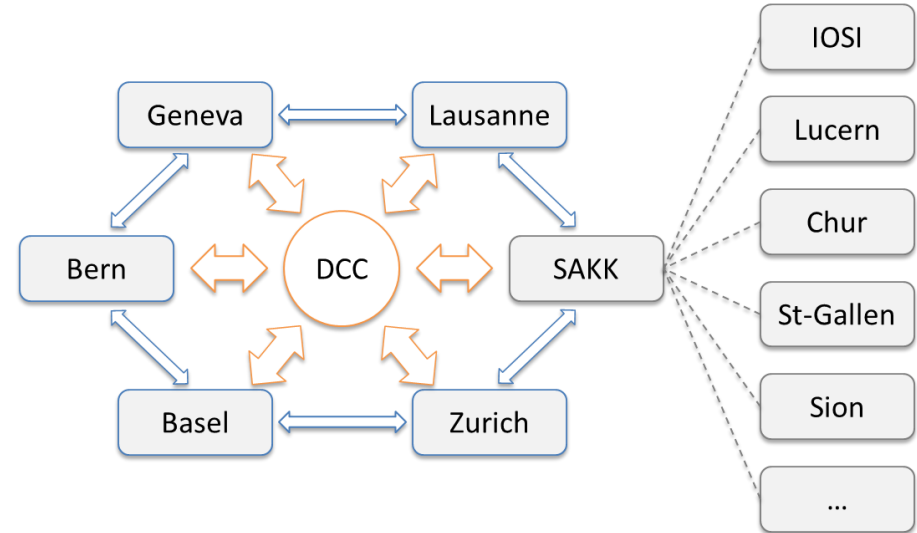 IOSI
Geneva
Lausanne
Lucern
Chur
Bern
DCC
SAKK
St-Gallen
Basel
Zurich
Sion
...